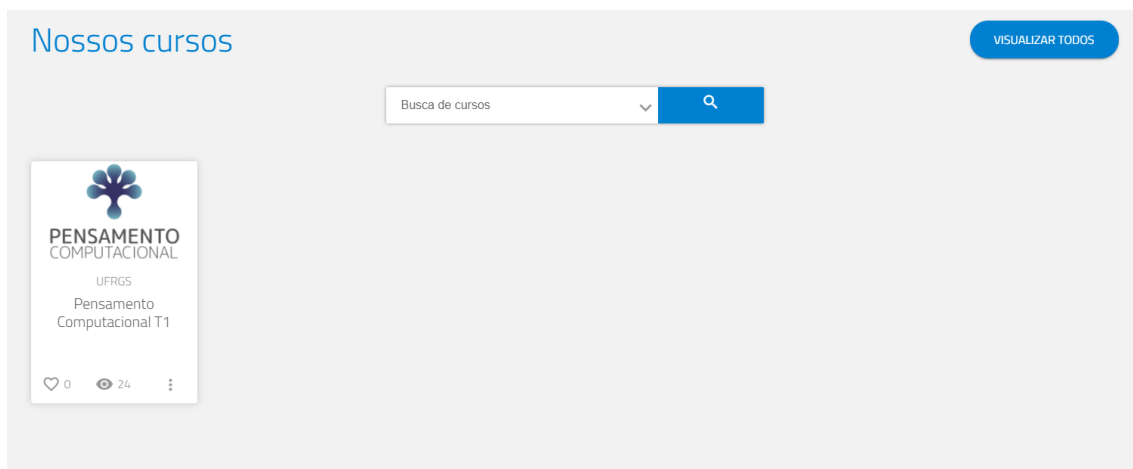 Nossos cursos
VISUALIZAR TODOS
Busca de cursos
PENSAMENTO
COMPUTACIONAL
UFRGS
Pensamento
Computacional T1
0 24